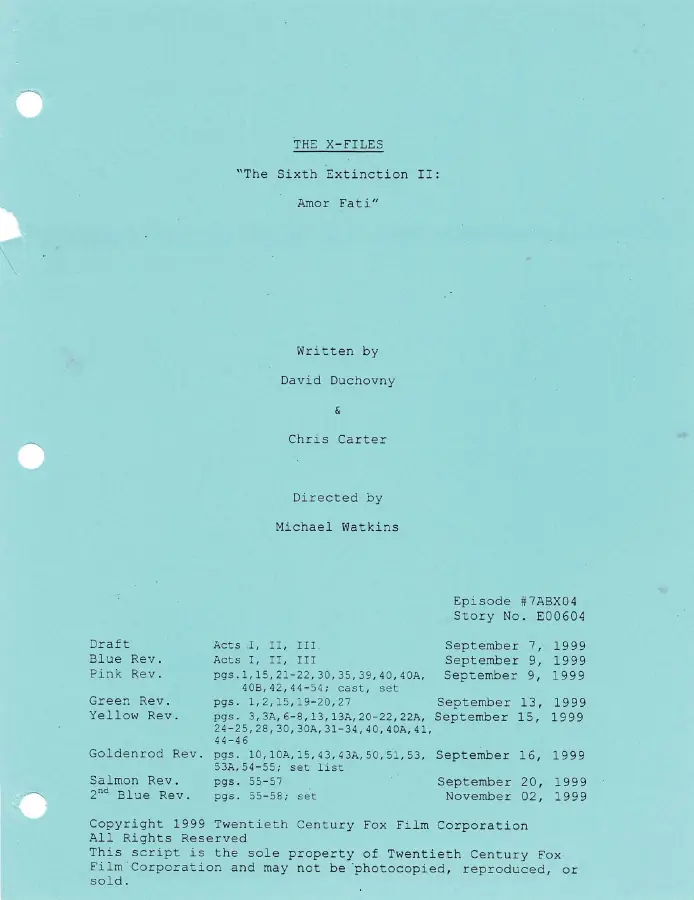 THE X-FILES
"The Sixth Extinction II:
Amor Fati"
Written by
David Duchovny
&
Chris Carter
Directed by
Michael Watkins
Episode #7ABX04
Story No. E00604
Draft Acts I, II, III September 7, 1999
Blue Rev. Acts I, II, III September 9, 1999
Pink Rev. pgs.1,15,21-22,30,35,39,40,40A, September 9, 1999
40B,42,44-54; cast, set
Green Rev. pgs. 1,2,15,19-20,27 September 13, 1999
Yellow Rev. pgs. 3,3A,6-8,13,13A,20-22,22A, September 15, 1999
24-25,28,30,30A,31-34,40,40A,41,
44-46
Goldenrod Rev. pgs. 10,10A,15,43,43A,50,51,53, September 16, 1999
53A,54-55; set list
Salmon Rev. pgs. 55-57 September 20, 1999
2nd Blue Rev. pgs. 55-58; set November 02, 1999
Copyright 1999 Twentieth Century Fox Film Corporation
All Rights Reserved
This script is the sole property of Twentieth Century Fox
Film Corporation and may not be photocopied, reproduced, or
sold.